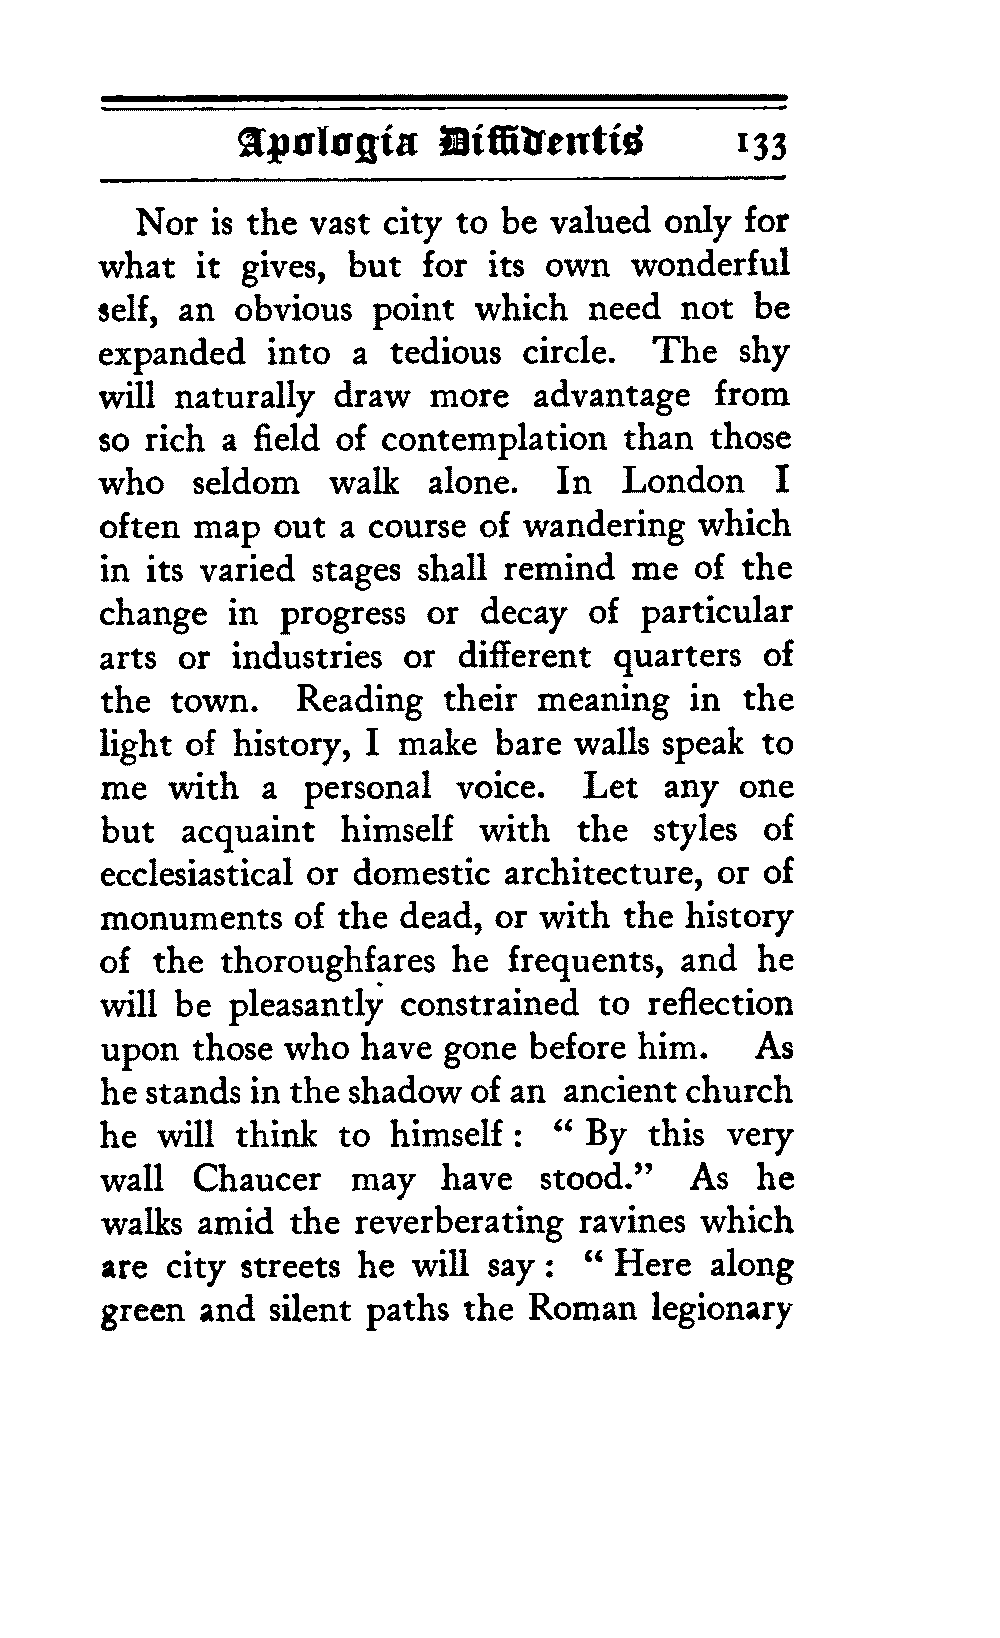 Apologia Diffidentis 133
Nor is the vast city to be valued only for
what it gives, but for its own wonderful
self, an obvious point which need not be
expanded into a tedious circle. The shy
will naturally draw more advantage from
so rich a field of contemplation than those
who seldom walk alone. In London I
often map out a course of wandering which
in its varied stages shall remind me of the
change in progress or decay of particular
arts or industries or different quarters of
the town. Reading their meaning in the
light of history, I make bare walls speak to
me with a personal voice. Let any one
but acquaint himself with the styles of
ecclesiastical or domestic architecture, or of
monuments of the dead, or with the history
of the thoroughfares he frequents, and he
will be pleasantly constrained to reflection
upon those who have gone before him. As
he stands in the shadow of an ancient church
he will think to himself : “ By this very
wall Chaucer may have stood.” As he
walks amid the reverberating ravines which
are city streets he will say : “ Here along
green and silent paths the Roman legionary